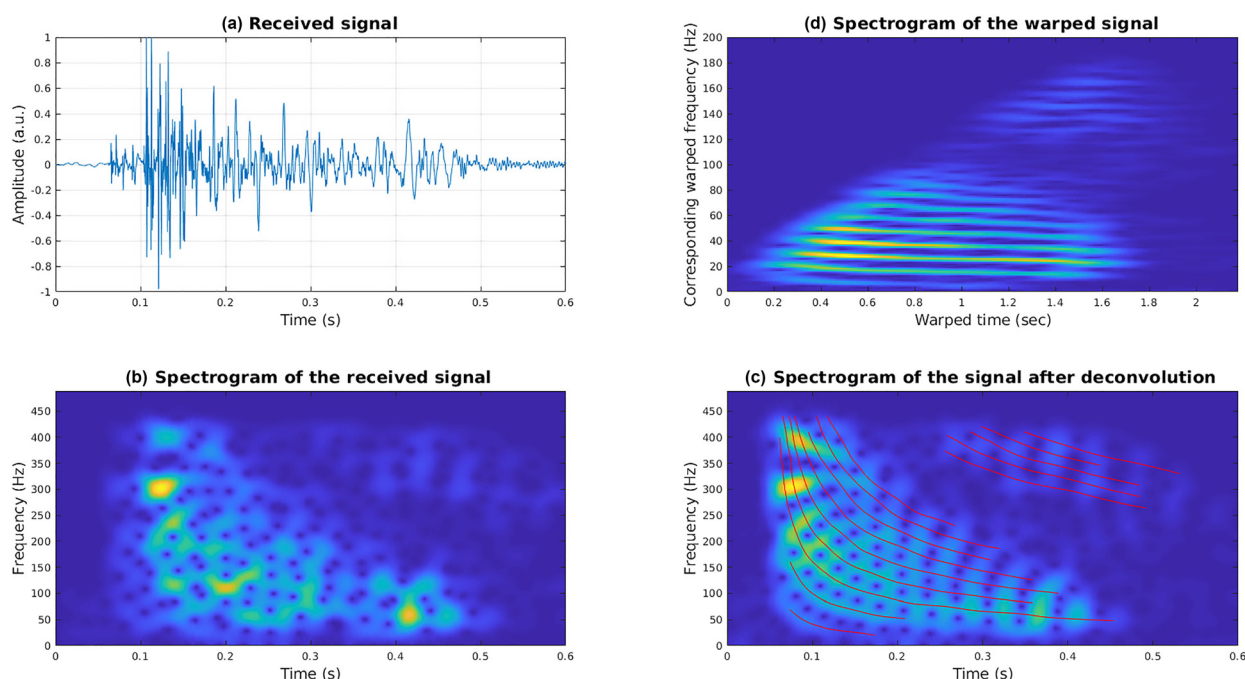 (a) Received signal
1
0.8
0.6
0.4
0.2
0
-0.2
-0.4
-0.6
-0.8
-1
Amplitude (a.u.)
0 0.1 0.2 0.3 0.4 0.5 0.6
Time (s)
(d) Spectrogram of the warped signal
200
180
160
140
120
100
80
60
40
20
0
Corresponding warped frequency (Hz)
0 0.2 0.4 0.6 0.8 1 1.2 1.4 1.6 1.8 2
Warped time (sec)
(b) Spectrogram of the received signal
450
400
350
300
250
200
150
100
50
0
Frequency (Hz)
0 0.1 0.2 0.3 0.4 0.5 0.6
Time (s)
(c) Spectrogram of the signal after deconvolution
450
400
350
300
250
200
150
100
50
0
Frequency (Hz)
0 0.1 0.2 0.3 0.4 0.5 0.6
Time (s)